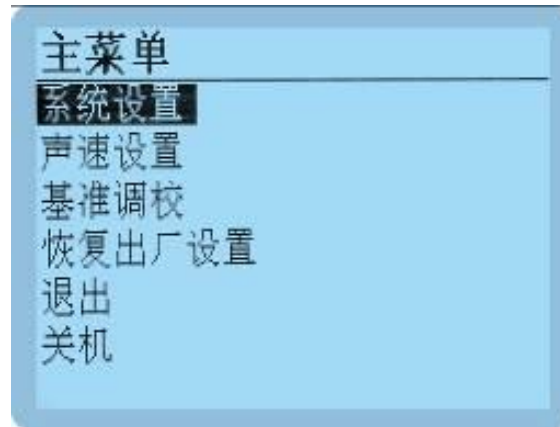 主菜单
系统设置
声速设置
基准调校
恢复出厂设置
退出
关机